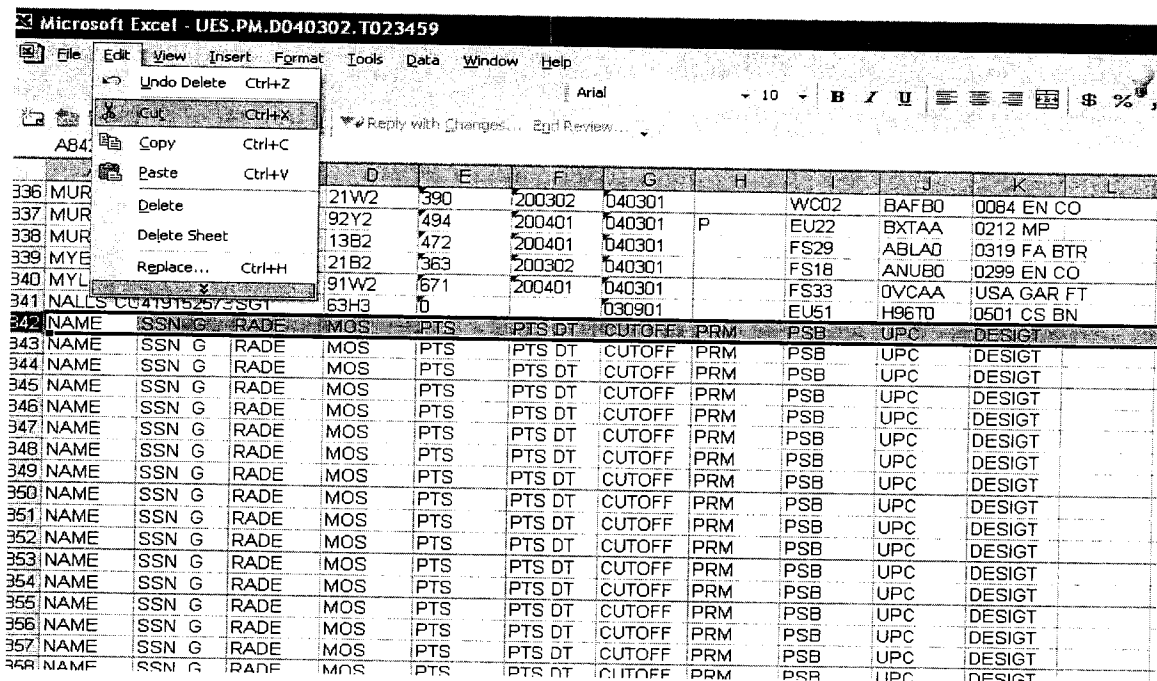 Microsoft Excel - UES.PM.D040302.T023459
File Edit View Insert Format Tools Data Window Help
Undo Delete Ctrl+Z
Arial 10 B I U $ %
Cut Ctrl+X
Reply with Changes... End Review...
Copy Ctrl+C
Paste Ctrl+V
Delete
Delete Sheet
Replace... Ctrl+H
D E F G H I J K L
336 MUR 21W2 390 200302 040301 WC02 BAFB0 0084 EN CO
337 MUR 92Y2 494 200401 040301 P EU22 BXTAA 0212 MP
338 MUR 13B2 472 200401 040301 FS29 ABLA0 0319 FA BTR
339 MYE 21B2 363 200302 040301 FS18 ANUB0 0299 EN CO
340 MYL 91W2 671 200401 040301 FS33 0VCAA USA GAR FT
341 NALLS SGT 63H3 0 030901 EU51 H96T0 0501 CS BN
342 NAME SSN G RADE MOS PTS PTS DT CUTOFF PRM PSB UPC DESIGT
343 NAME SSN G RADE MOS PTS PTS DT CUTOFF PRM PSB UPC DESIGT
344 NAME SSN G RADE MOS PTS PTS DT CUTOFF PRM PSB UPC DESIGT
345 NAME SSN G RADE MOS PTS PTS DT CUTOFF PRM PSB UPC DESIGT
346 NAME SSN G RADE MOS PTS PTS DT CUTOFF PRM PSB UPC DESIGT
347 NAME SSN G RADE MOS PTS PTS DT CUTOFF PRM PSB UPC DESIGT
348 NAME SSN G RADE MOS PTS PTS DT CUTOFF PRM PSB UPC DESIGT
349 NAME SSN G RADE MOS PTS PTS DT CUTOFF PRM PSB UPC DESIGT
350 NAME SSN G RADE MOS PTS PTS DT CUTOFF PRM PSB UPC DESIGT
351 NAME SSN G RADE MOS PTS PTS DT CUTOFF PRM PSB UPC DESIGT
352 NAME SSN G RADE MOS PTS PTS DT CUTOFF PRM PSB UPC DESIGT
353 NAME SSN G RADE MOS PTS PTS DT CUTOFF PRM PSB UPC DESIGT
354 NAME SSN G RADE MOS PTS PTS DT CUTOFF PRM PSB UPC DESIGT
355 NAME SSN G RADE MOS PTS PTS DT CUTOFF PRM PSB UPC DESIGT
356 NAME SSN G RADE MOS PTS PTS DT CUTOFF PRM PSB UPC DESIGT
357 NAME SSN G RADE MOS PTS PTS DT CUTOFF PRM PSB UPC DESIGT
358 NAME SSN G RADE MOS PTS PTS DT CUTOFF PRM PSB UPC DESIGT